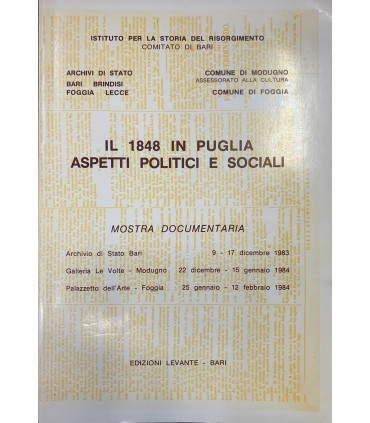 ISTITUTO PER LA STORIA DEL RISORGIMENTO
COMITATO DI BARI
ARCHIVI DI STATO
BARI BRINDISI
FOGGIA LECCE
COMUNE DI MODUGNO
ASSESSORATO ALLA CULTURA
COMUNE DI FOGGIA
IL 1848 IN PUGLIA
ASPETTI POLITICI E SOCIALI
MOSTRA DOCUMENTARIA
Archivio di Stato Bari 9 - 17 dicembre 1983
Galleria Le Volte - Modugno 22 dicembre - 15 gennaio 1984
Palazzetto dell'Arte - Foggia 25 gennaio - 12 febbraio 1984
EDIZIONI LEVANTE - BARI